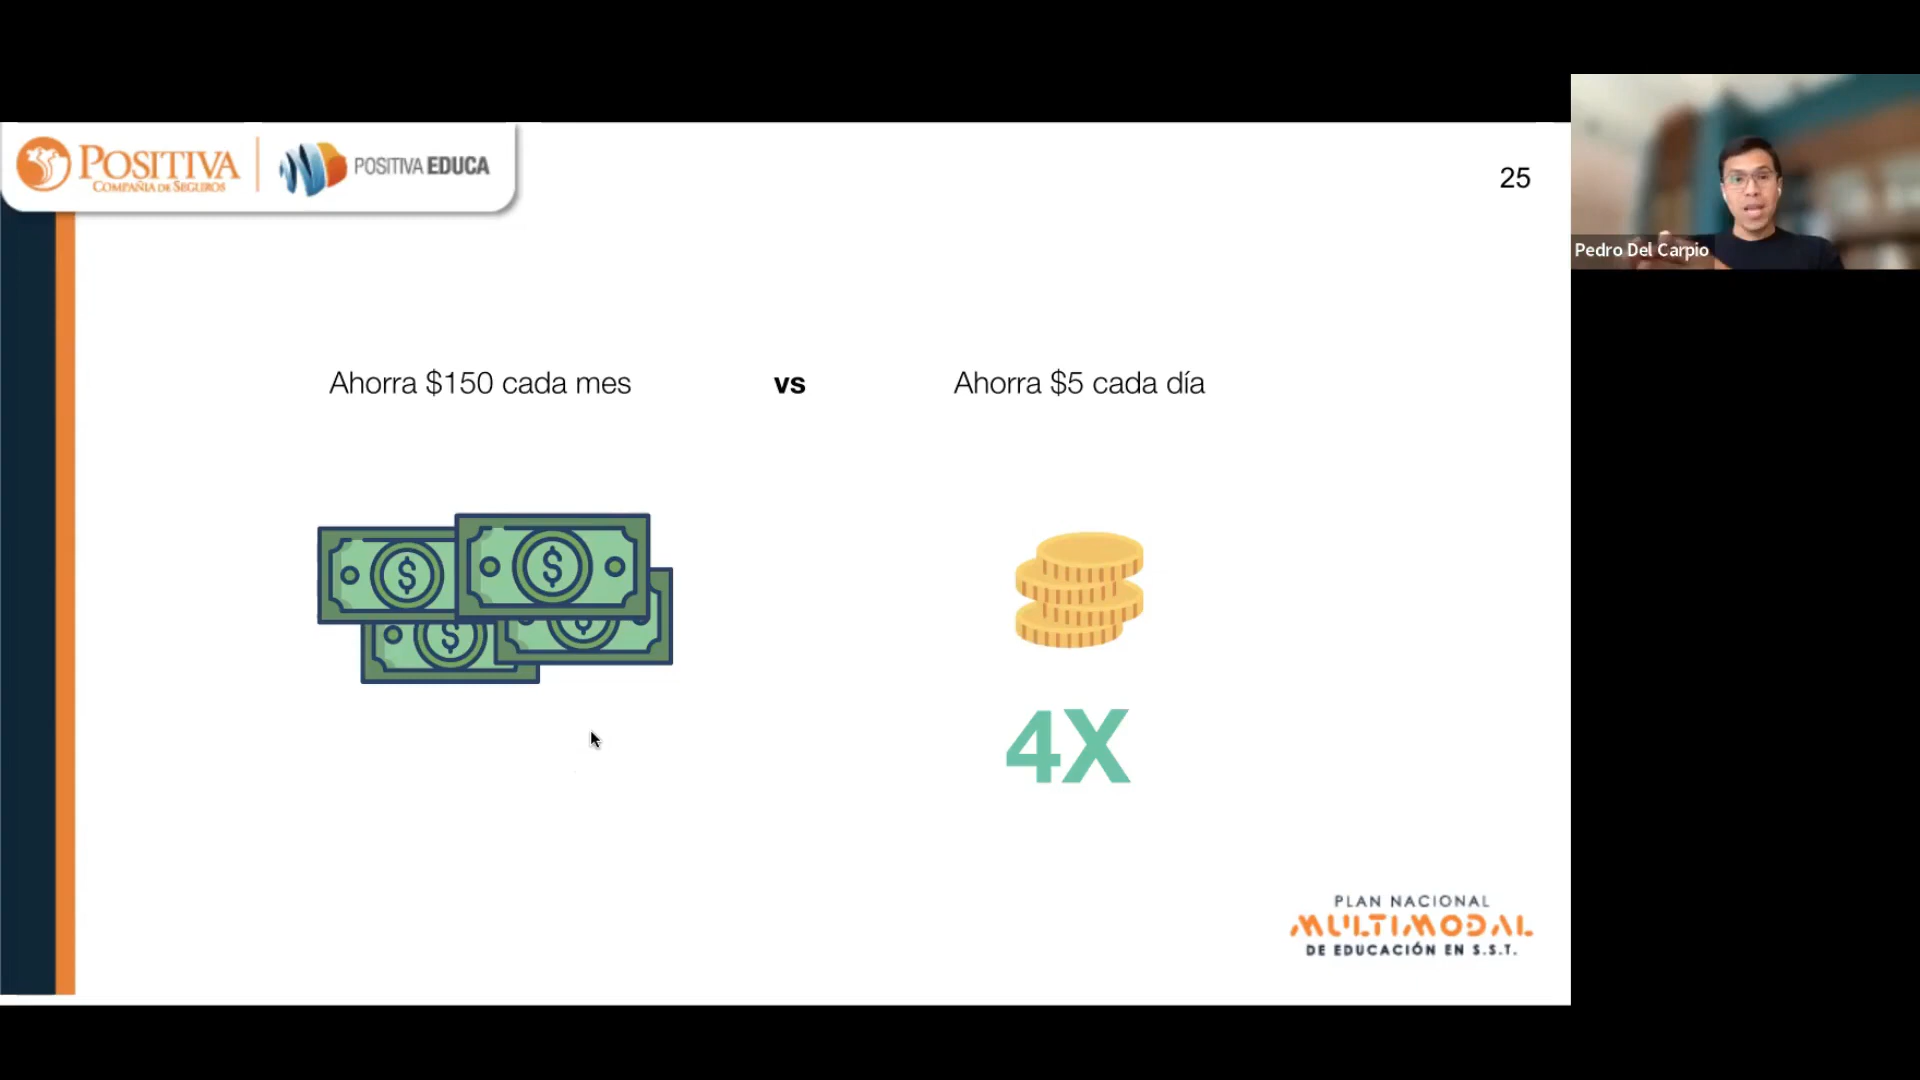 POSITIVA
COMPAÑIA DE SEGUROS
POSITIVA EDUCA
25
Pedro Del Carpio
Ahorra $150 cada mes
vs
Ahorra $5 cada día
$
$
$
$
4X
PLAN NACIONAL
MULTIMODAL
DE EDUCACIÓN EN S.S.T.